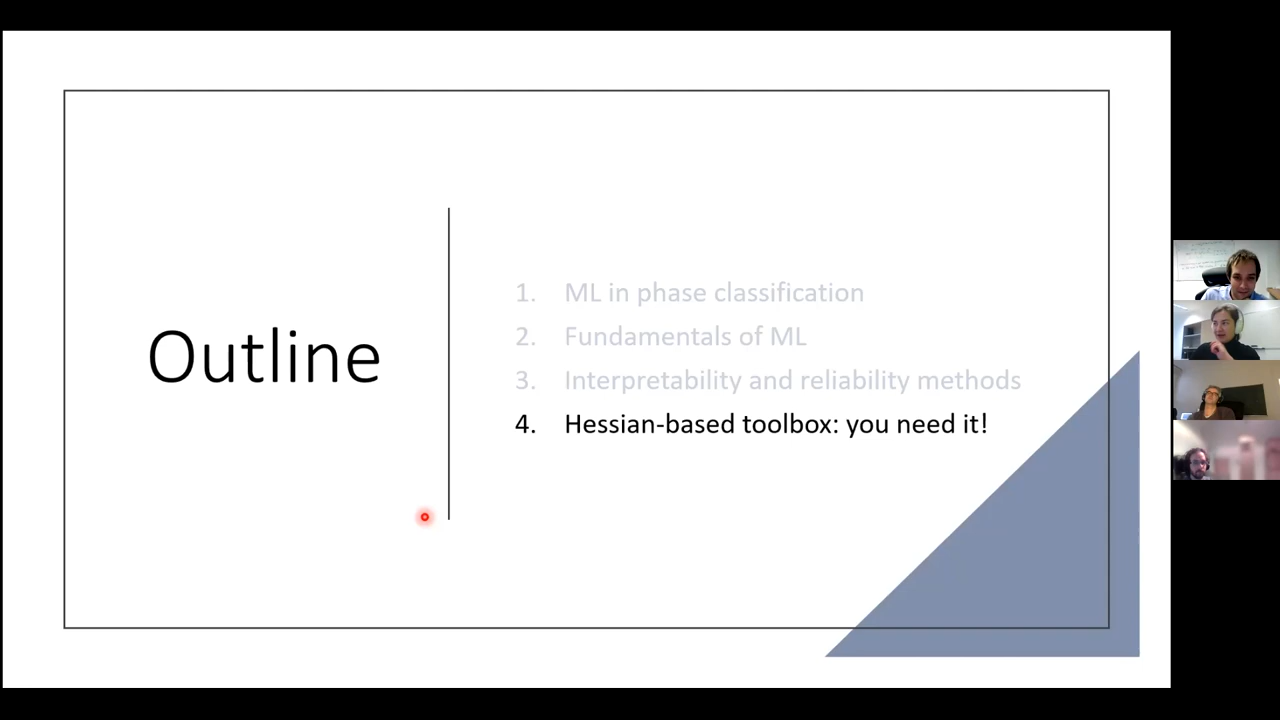 Outline
1. ML in phase classification
2. Fundamentals of ML
3. Interpretability and reliability methods
4. Hessian-based toolbox: you need it!